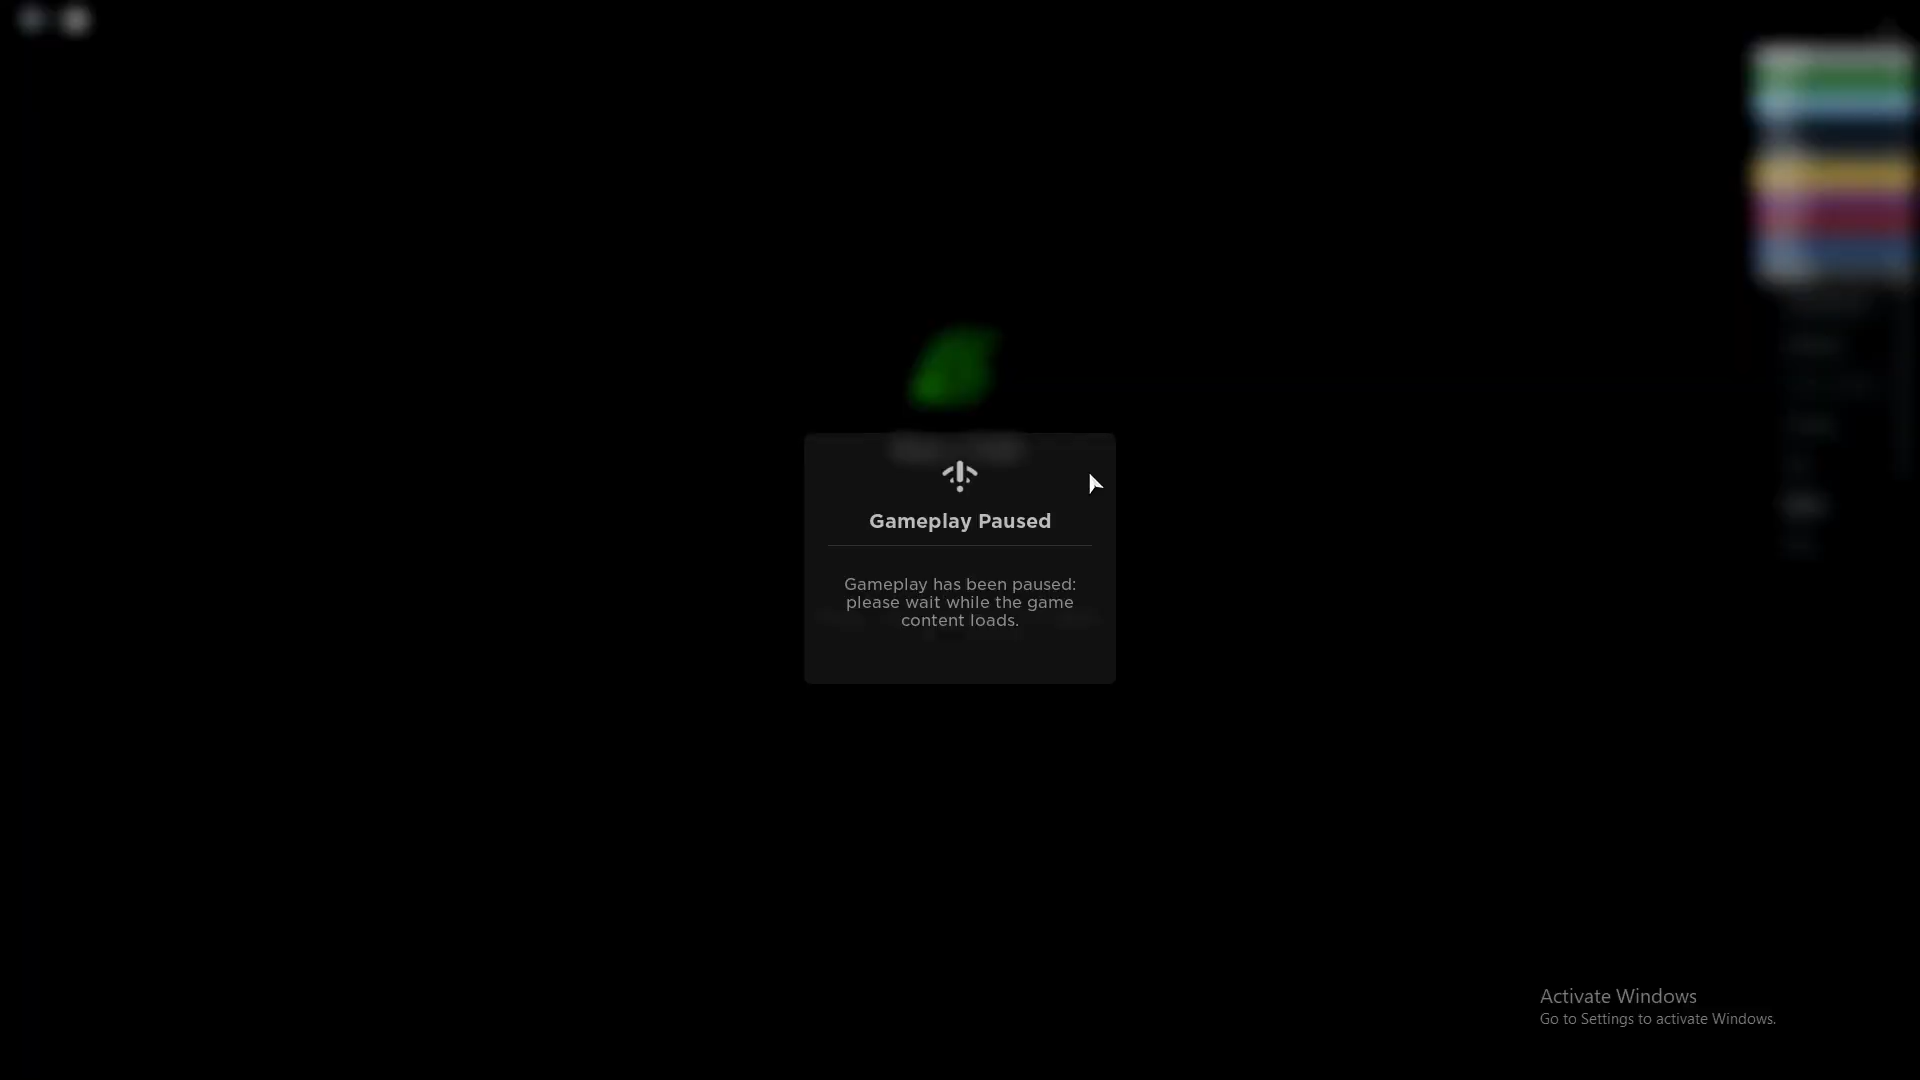 Gameplay Paused
Gameplay has been paused:
please wait while the game
content loads.
Activate Windows
Go to Settings to activate Windows.